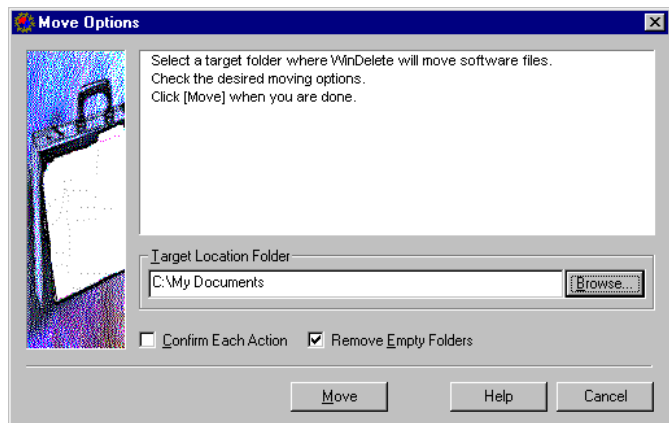 Move Options
Select a target folder where WinDelete will move software files.
Check the desired moving options.
Click [Move] when you are done.
Target Location Folder
C:\My Documents
Browse...
Confirm Each Action
Remove Empty Folders
Move
Help
Cancel